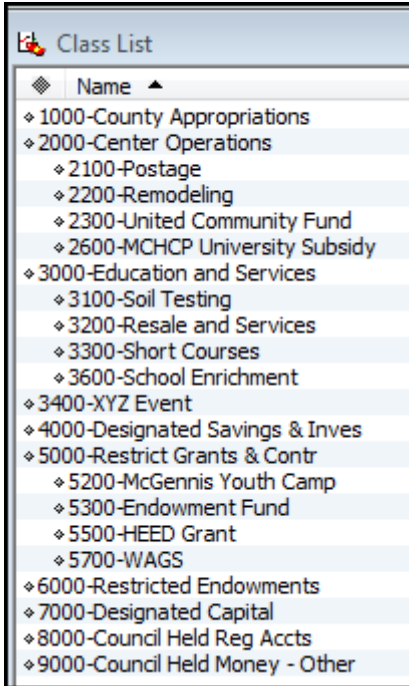 Class List
Name
1000-County Appropriations
2000-Center Operations
2100-Postage
2200-Remodeling
2300-United Community Fund
2600-MCHCP University Subsidy
3000-Education and Services
3100-Soil Testing
3200-Resale and Services
3300-Short Courses
3600-School Enrichment
3400-XYZ Event
4000-Designated Savings & Inves
5000-Restrict Grants & Contr
5200-McGennis Youth Camp
5300-Endowment Fund
5500-HEED Grant
5700-WAGS
6000-Restricted Endowments
7000-Designated Capital
8000-Council Held Reg Accts
9000-Council Held Money - Other